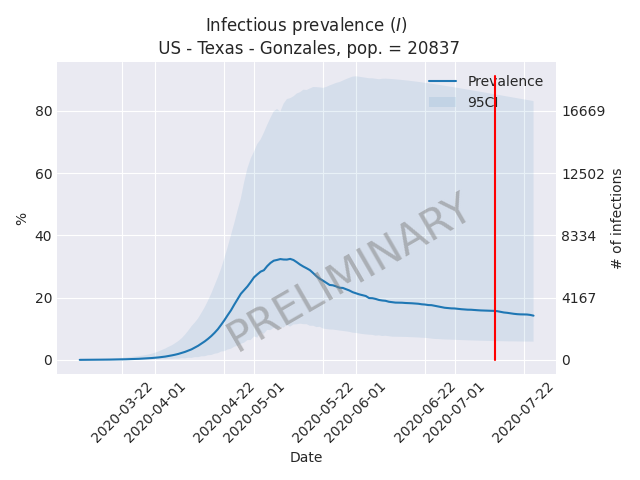 Infectious prevalence (I)
US - Texas - Gonzales, pop. = 20837
Prevalence
95CI
80
60
40
20
0
%
16669
12502
8334
4167
0
# of infections
PRELIMINARY
2020-03-22
2020-04-01
2020-04-22
2020-05-01
2020-05-22
2020-06-01
2020-06-22
2020-07-01
2020-07-22
Date